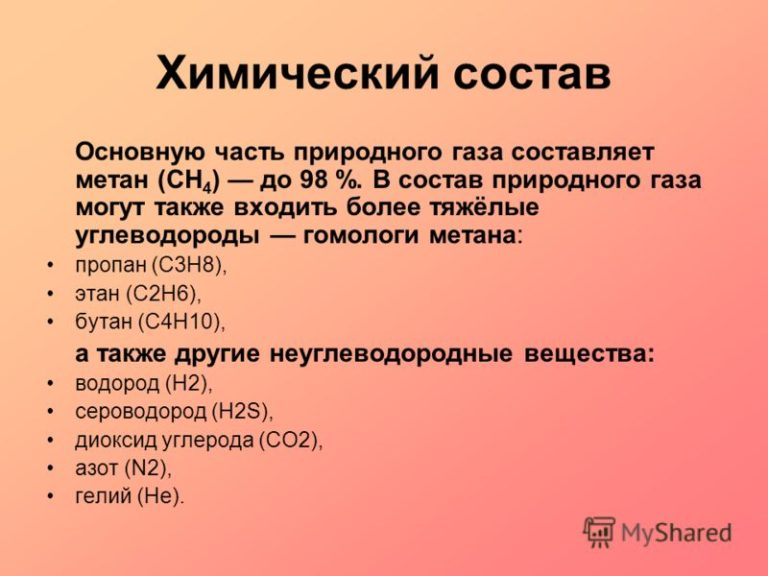 Химический состав
Основную часть природного газа составляет
метан (CH4) — до 98 %. В состав природного газа
могут также входить более тяжёлые
углеводороды — гомологи метана:
• пропан (C3H8),
• этан (C2H6),
• бутан (C4H10),
а также другие неуглеводородные вещества:
• водород (H2),
• сероводород (H2S),
• диоксид углерода (CO2),
• азот (N2),
• гелий (He).
MyShared